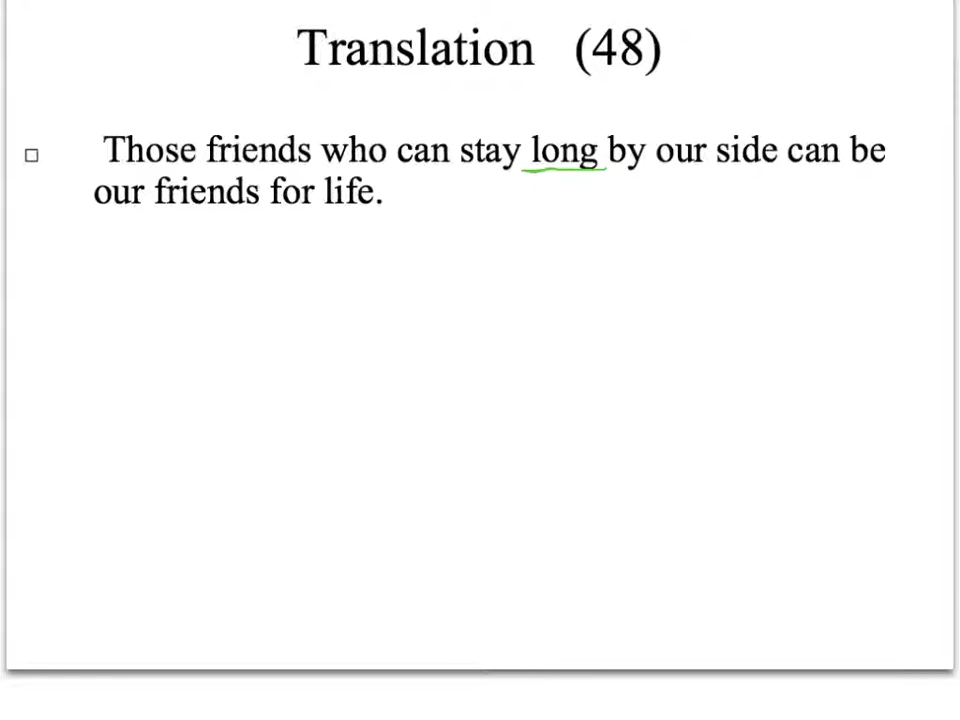 Translation (48)
Those friends who can stay long by our side can be
our friends for life.